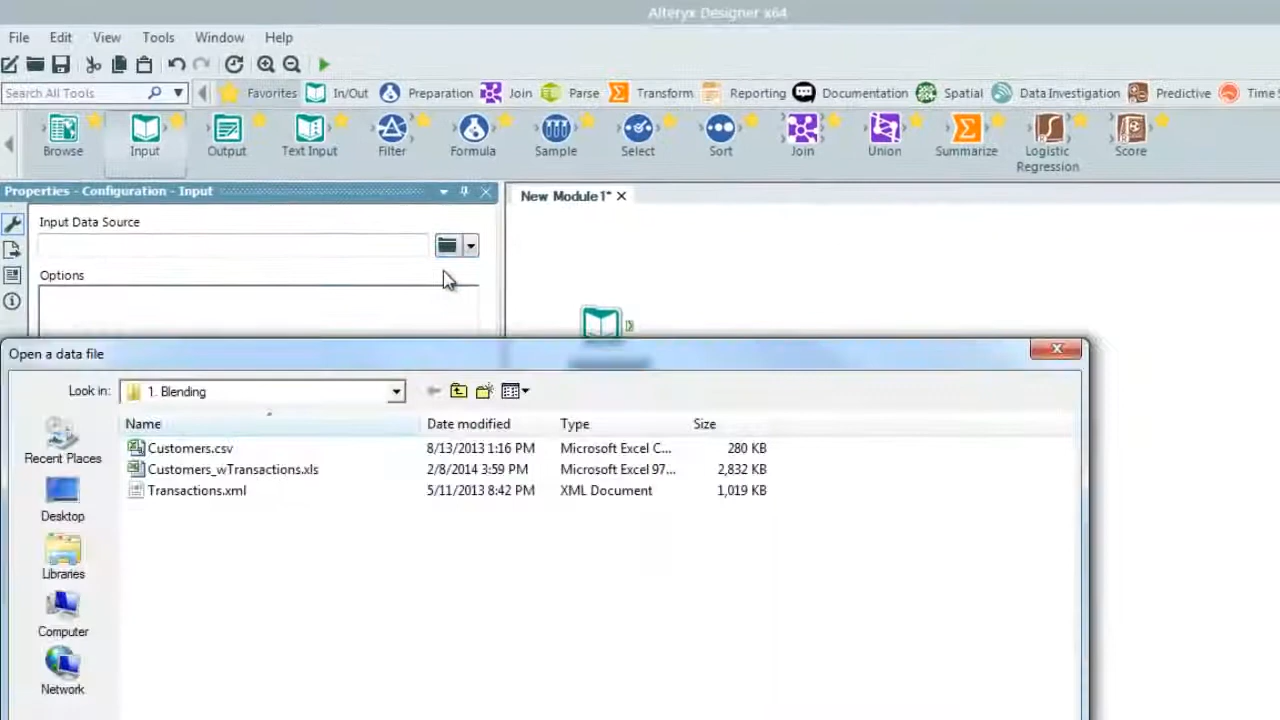 Alteryx Designer x64
File Edit View Tools Window Help
Search All Tools Favorites In/Out Preparation Join Parse Transform Reporting Documentation Spatial Data Investigation Predictive Time S
Browse Input Output Text Input Filter Formula Sample Select Sort Join Union Summarize Logistic Regression Score
Properties - Configuration - Input
New Module1*
Input Data Source
Options
Open a data file
Look in: 1. Blending
Name Date modified Type Size
Customers.csv 8/13/2013 1:16 PM Microsoft Excel C... 280 KB
Customers_wTransactions.xls 2/8/2014 3:59 PM Microsoft Excel 97... 2,832 KB
Transactions.xml 5/11/2013 8:42 PM XML Document 1,019 KB
Recent Places
Desktop
Libraries
Computer
Network